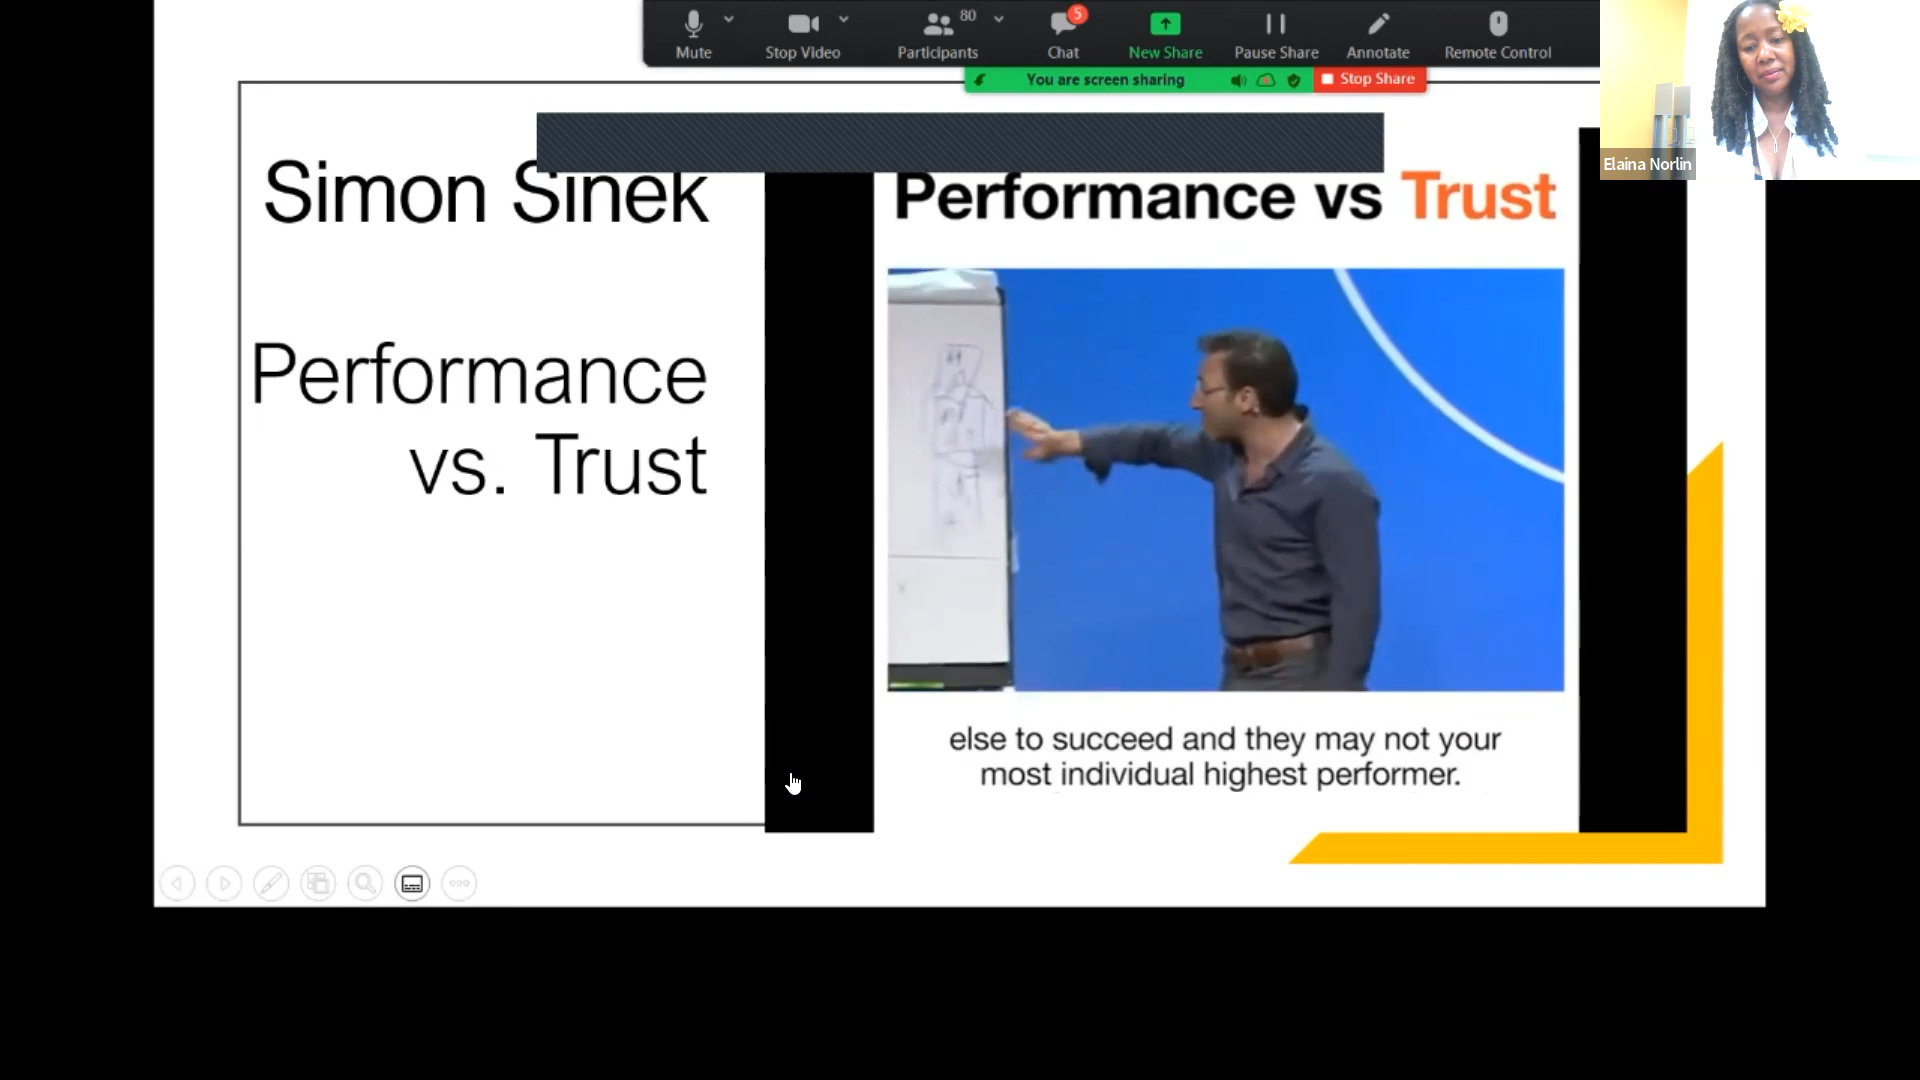 80
5
Mute
Stop Video
Participants
Chat
New Share
Pause Share
Annotate
Remote Control
You are screen sharing
Stop Share
Elaina Norlin
Simon Sinek
Performance
vs. Trust
Performance vs Trust
else to succeed and they may not your
most individual highest performer.